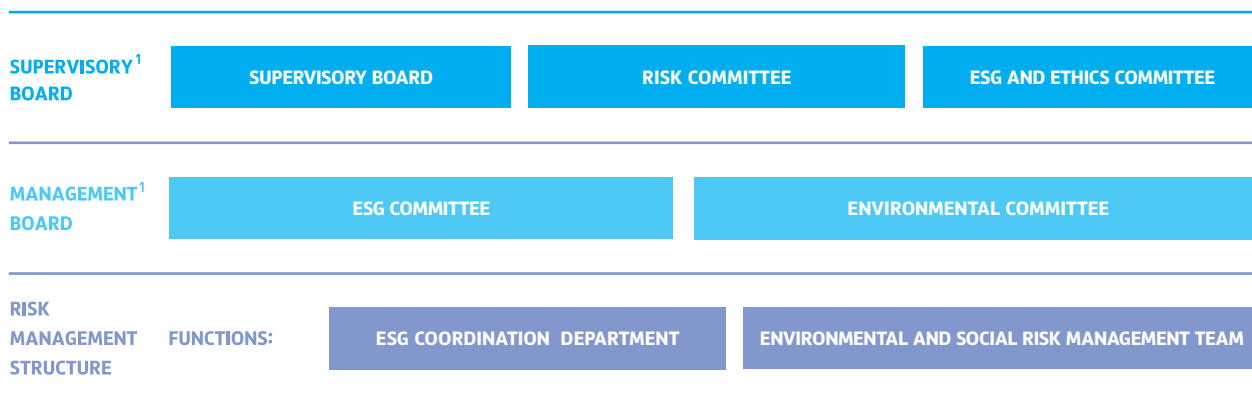 SUPERVISORY1
BOARD
SUPERVISORY BOARD
RISK COMMITTEE
ESG AND ETHICS COMMITTEE
MANAGEMENT1
BOARD
ESG COMMITTEE
ENVIRONMENTAL COMMITTEE
RISK
MANAGEMENT
STRUCTURE
FUNCTIONS:
ESG COORDINATION DEPARTMENT
ENVIRONMENTAL AND SOCIAL RISK MANAGEMENT TEAM